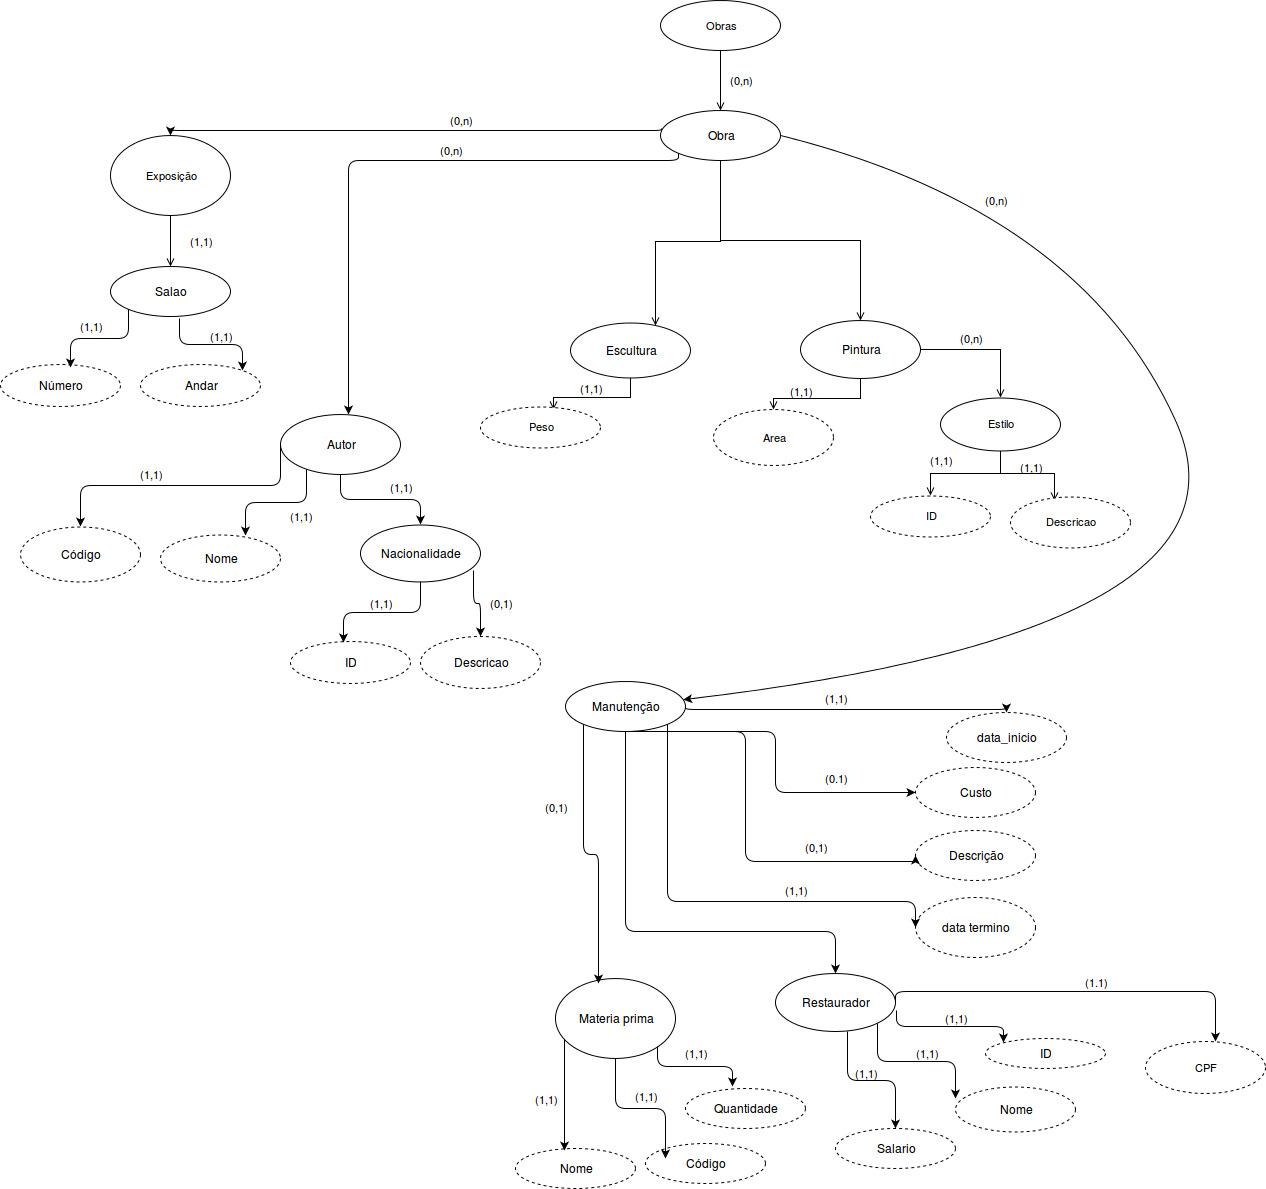 Obras
(0,n)
Obra
(0,n)
(0,n)
(0,n)
Exposição
(1,1)
Salao
(1,1)
(1,1)
Número
Andar
Escultura
Pintura
(0,n)
(1,1)
(1,1)
Peso
Area
Estilo
(1,1)
(1,1)
ID
Descricao
Autor
(1,1)
(1,1)
(1,1)
Código
Nome
Nacionalidade
(1,1)
(0,1)
ID
Descricao
Manutenção
(1,1)
data_inicio
(0.1)
Custo
(0,1)
(0,1)
Descrição
(1,1)
data termino
Materia prima
Restaurador
(1.1)
(1,1)
ID
CPF
(1,1)
(1,1)
(1,1)
(1,1)
(1,1)
Quantidade
Nome
Nome
Código
Salario